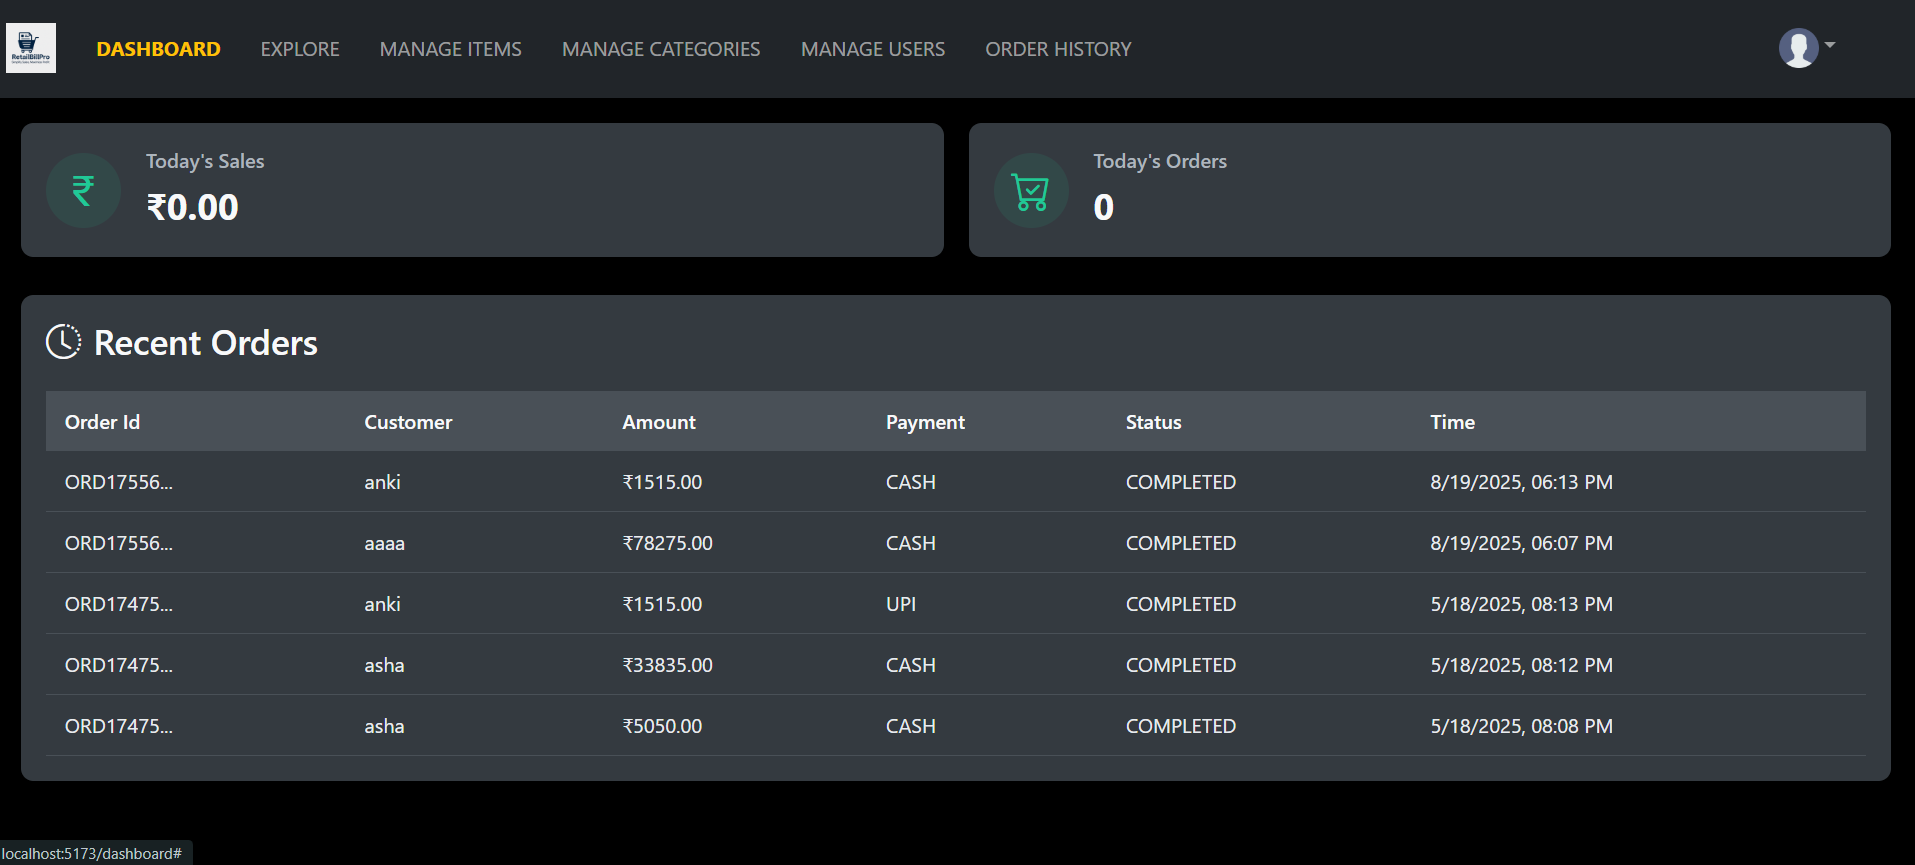 RetailBillPro
DASHBOARD EXPLORE MANAGE ITEMS MANAGE CATEGORIES MANAGE USERS ORDER HISTORY
Today's Sales
₹0.00
Today's Orders
0
Recent Orders
Order Id Customer Amount Payment Status Time
ORD17556... anki ₹1515.00 CASH COMPLETED 8/19/2025, 06:13 PM
ORD17556... aaaa ₹78275.00 CASH COMPLETED 8/19/2025, 06:07 PM
ORD17475... anki ₹1515.00 UPI COMPLETED 5/18/2025, 08:13 PM
ORD17475... asha ₹33835.00 CASH COMPLETED 5/18/2025, 08:12 PM
ORD17475... asha ₹5050.00 CASH COMPLETED 5/18/2025, 08:08 PM
localhost:5173/dashboard#